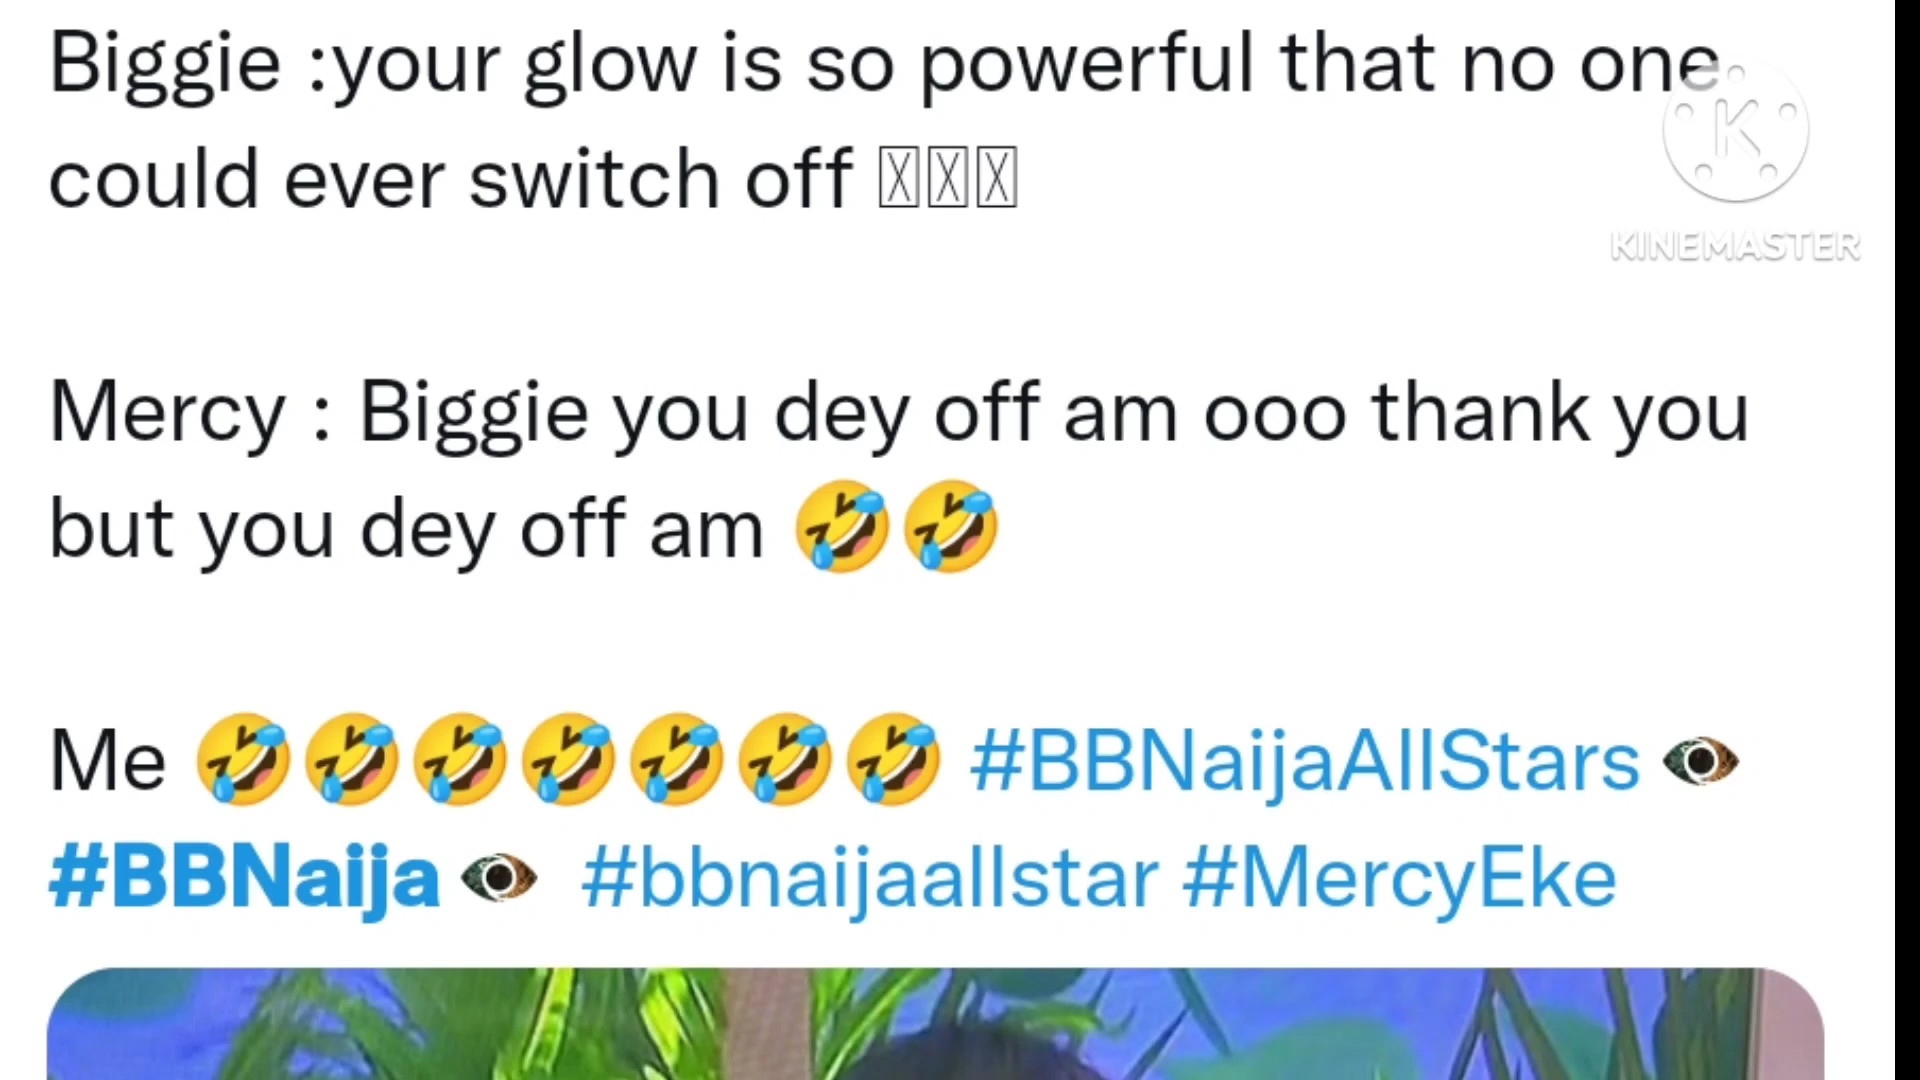 Biggie :your glow is so powerful that no one
could ever switch off
K
KINEMASTER
Mercy : Biggie you dey off am ooo thank you
but you dey off am 🤣🤣
Me 🤣🤣🤣🤣🤣🤣🤣 #BBNaijaAllStars
#BBNaija #bbnaijaallstar #MercyEke